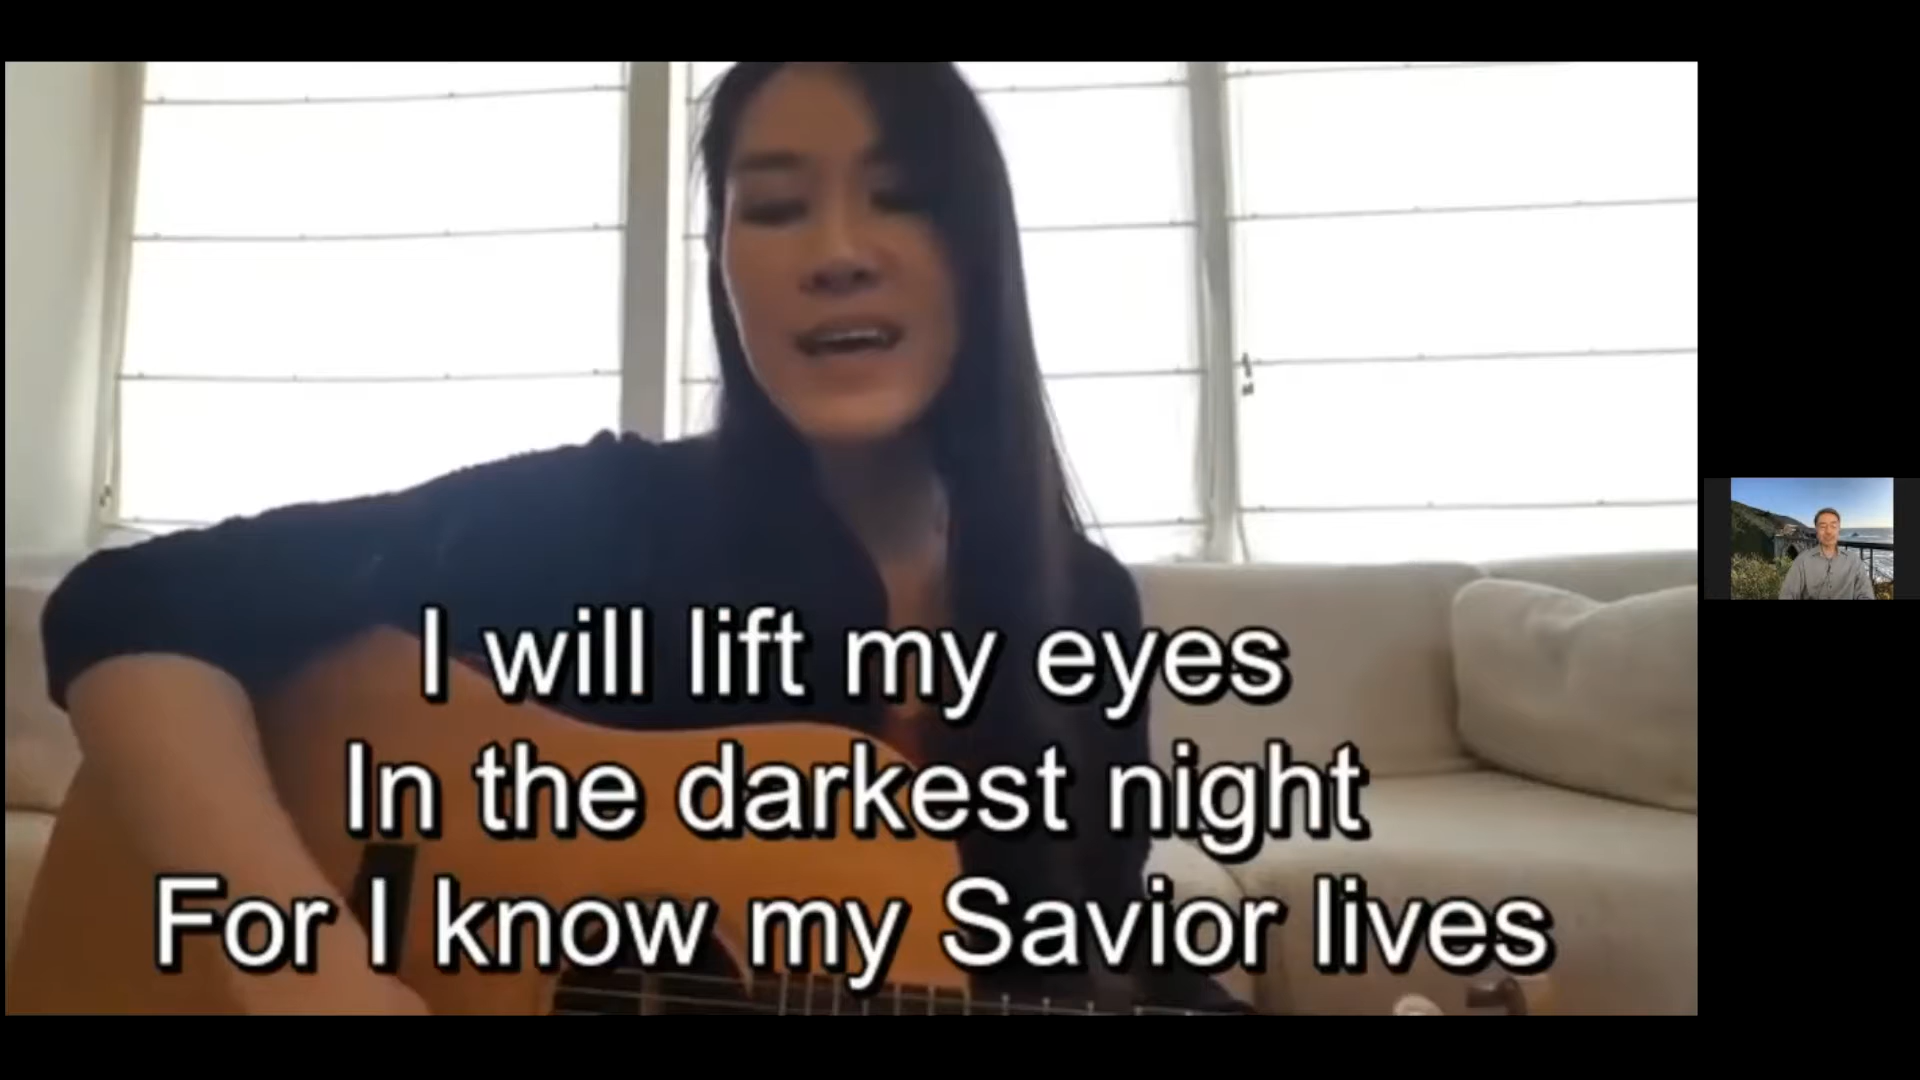 I will lift my eyes
In the darkest night
For I know my Savior lives